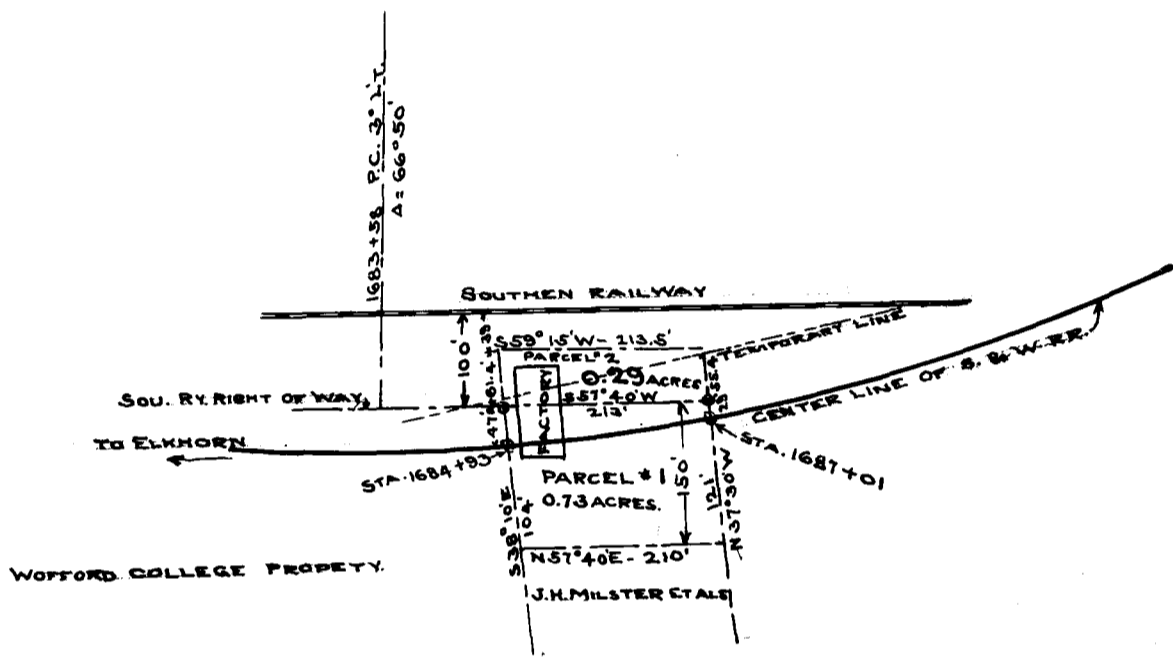 1683+58 P.C. 3° L'T.
Δ = 66°50'
SOUTHEN RAILWAY
100'
S59°15'W - 213.5'
PARCEL #2
TEMPORARY LINE
0.29 ACRES
S57°40'W
213'
SOU. RY. RIGHT OF WAY
FACTORY
CENTER LINE OF S. & W. RR.
TO ELKHORN
STA. 1684+93
STA. 1687+01
PARCEL #1
0.73 ACRES.
150'
121'
N37°30'W
S38°10'E
104'
N57°40'E - 210'
WOFFORD COLLEGE PROPETY.
J.H. MILSTER ET ALS